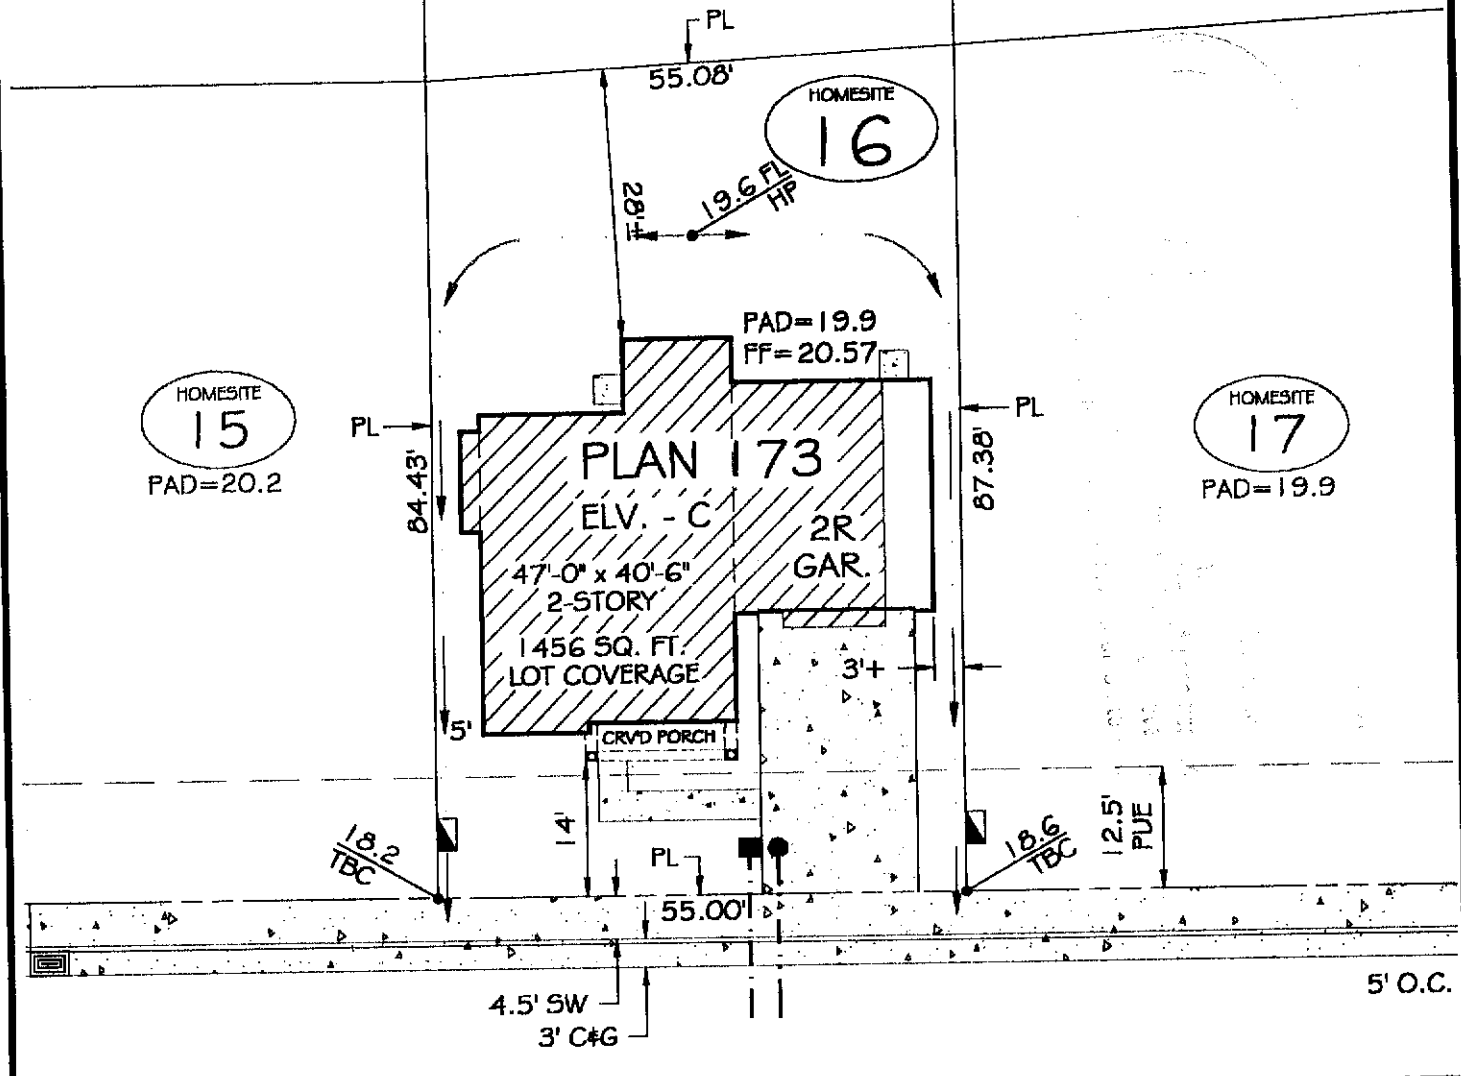 PL
55.08'
HOMESITE
16
28'±
19.6 FL
HP
PAD=19.9
FF=20.57
HOMESITE
15
PAD=20.2
PL
84.43'
PLAN 173
ELV. - C
47'-0" x 40'-6"
2-STORY
1456 SQ. FT.
LOT COVERAGE
2R
GAR.
PL
87.38'
HOMESITE
17
PAD=19.9
3'+
5'
CRV'D PORCH
14'
18.2
TBC
PL
55.00'
18.6
TBC
12.5'
PUE
4.5' SW
3' C&G
5' O.C.